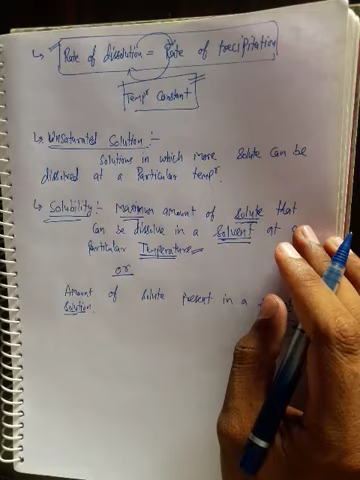 ↳ Rate of dissolution = Rate of precipitation
Tempr Constant
↳ Unsaturated Solution :-
solutions in which more solute can be
dissolved at a Particular tempr.
↳ Solubility :- Maximum amount of solute that
can be dissolve in a solvent at
Particular Temperature
or
Amount of solute present in a
solution.